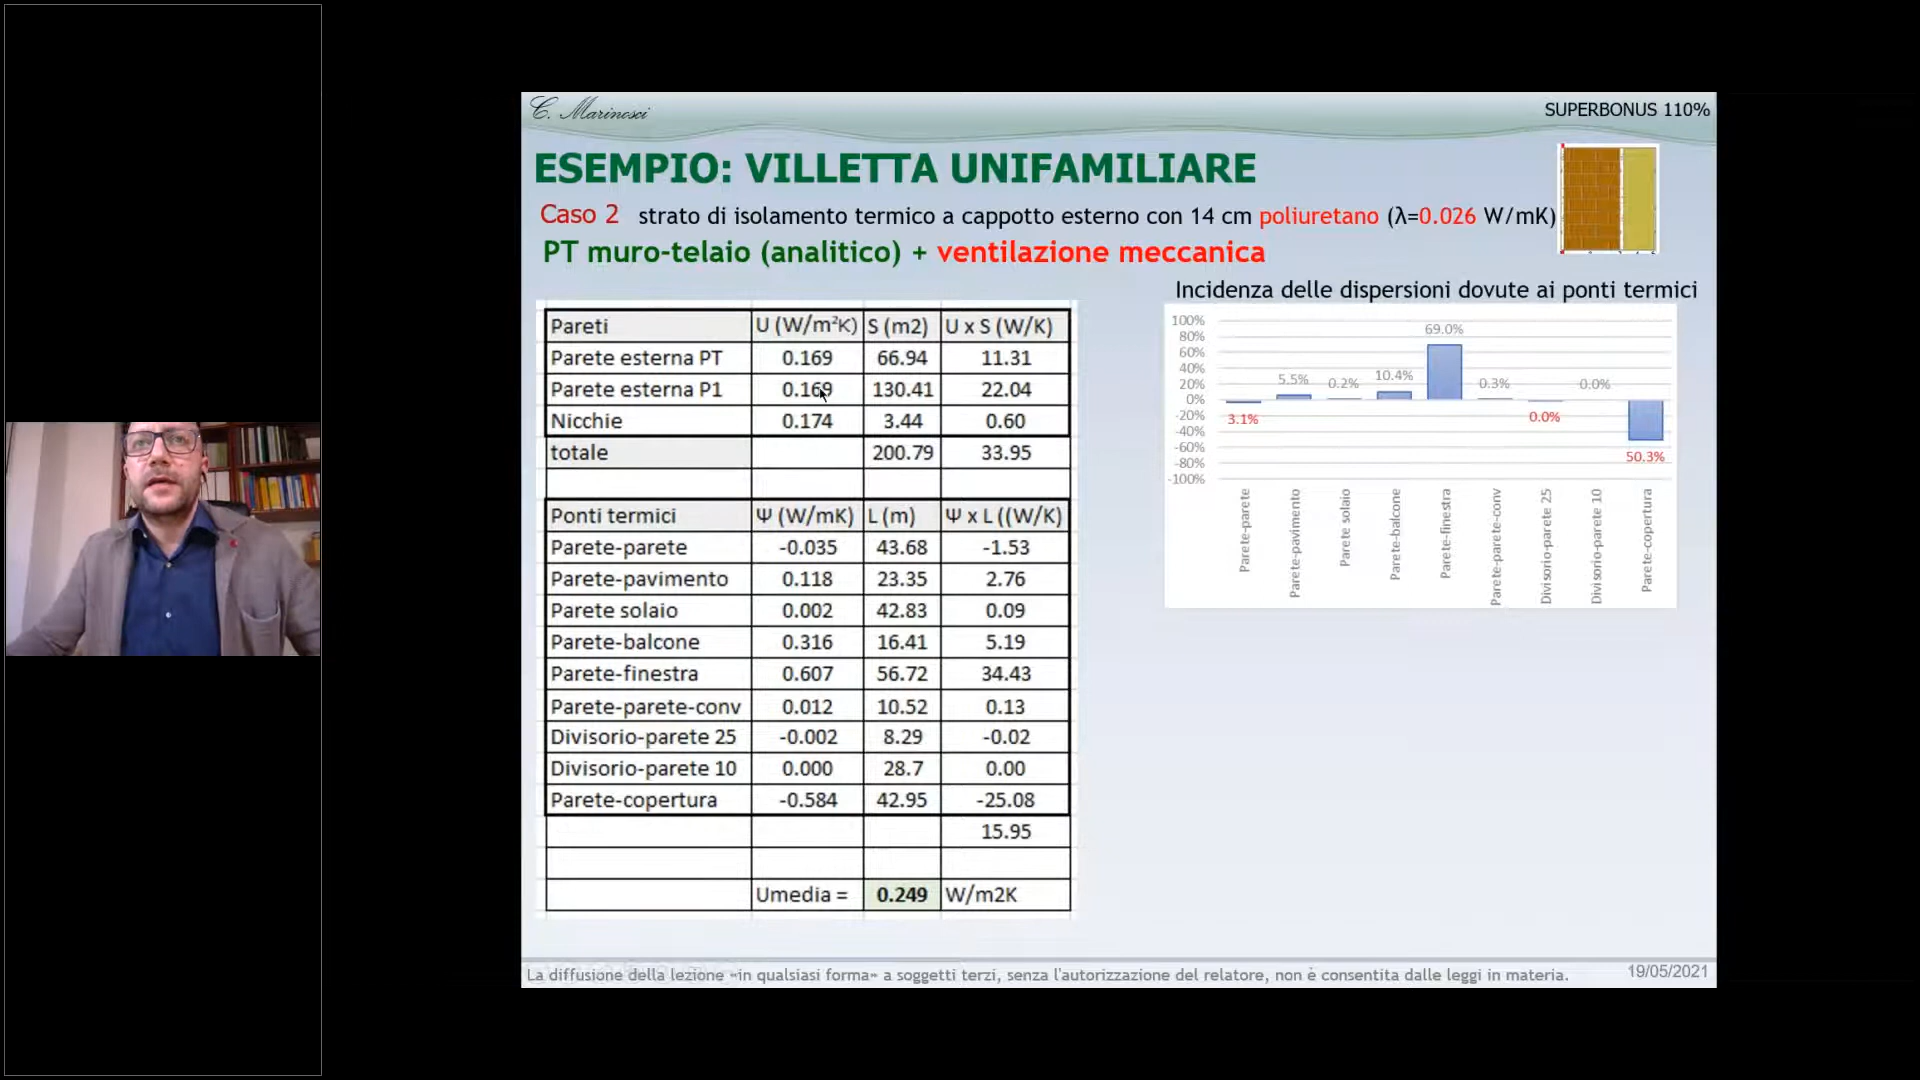 C. Marinosci
SUPERBONUS 110%
ESEMPIO: VILLETTA UNIFAMILIARE
Caso 2 strato di isolamento termico a cappotto esterno con 14 cm poliuretano (λ=0.026 W/mK)
PT muro-telaio (analitico) + ventilazione meccanica
Pareti U (W/m²K) S (m2) U x S (W/K)
Parete esterna PT 0.169 66.94 11.31
Parete esterna P1 0.169 130.41 22.04
Nicchie 0.174 3.44 0.60
totale 200.79 33.95
Ponti termici Ψ (W/mK) L (m) Ψ x L ((W/K)
Parete-parete -0.035 43.68 -1.53
Parete-pavimento 0.118 23.35 2.76
Parete solaio 0.002 42.83 0.09
Parete-balcone 0.316 16.41 5.19
Parete-finestra 0.607 56.72 34.43
Parete-parete-conv 0.012 10.52 0.13
Divisorio-parete 25 -0.002 8.29 -0.02
Divisorio-parete 10 0.000 28.7 0.00
Parete-copertura -0.584 42.95 -25.08
15.95
Umedia = 0.249 W/m2K
Incidenza delle dispersioni dovute ai ponti termici
100%
80%
60%
40%
20%
0%
-20%
-40%
-60%
-80%
-100%
3.1%
5.5%
0.2%
10.4%
69.0%
0.3%
0.0%
0.0%
50.3%
Parete-parete
Parete-pavimento
Parete solaio
Parete-balcone
Parete-finestra
Parete-parete-conv
Divisorio-parete 25
Divisorio-parete 10
Parete-copertura
La diffusione della lezione «in qualsiasi forma» a soggetti terzi, senza l'autorizzazione del relatore, non è consentita dalle leggi in materia.
19/05/2021